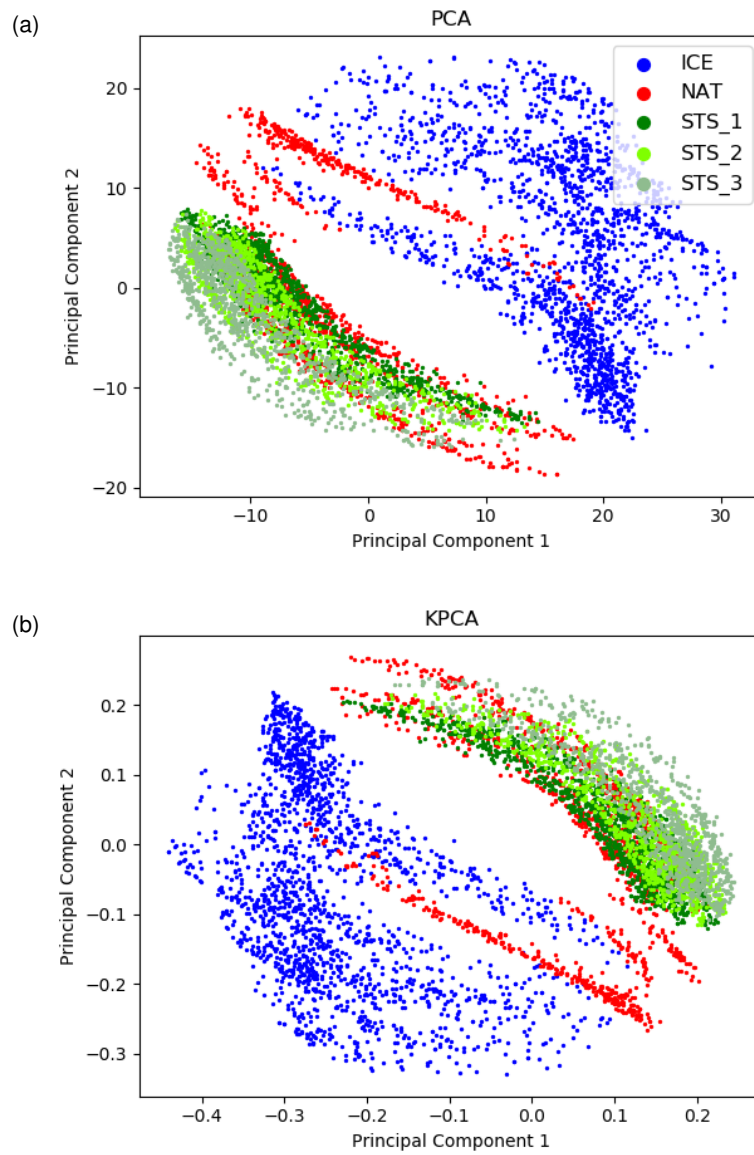 (a)
PCA
ICE
NAT
STS_1
STS_2
STS_3
20
10
0
−10
−20
Principal Component 2
−10 0 10 20 30
Principal Component 1
(b)
KPCA
0.2
0.1
0.0
−0.1
−0.2
−0.3
Principal Component 2
−0.4 −0.3 −0.2 −0.1 0.0 0.1 0.2
Principal Component 1